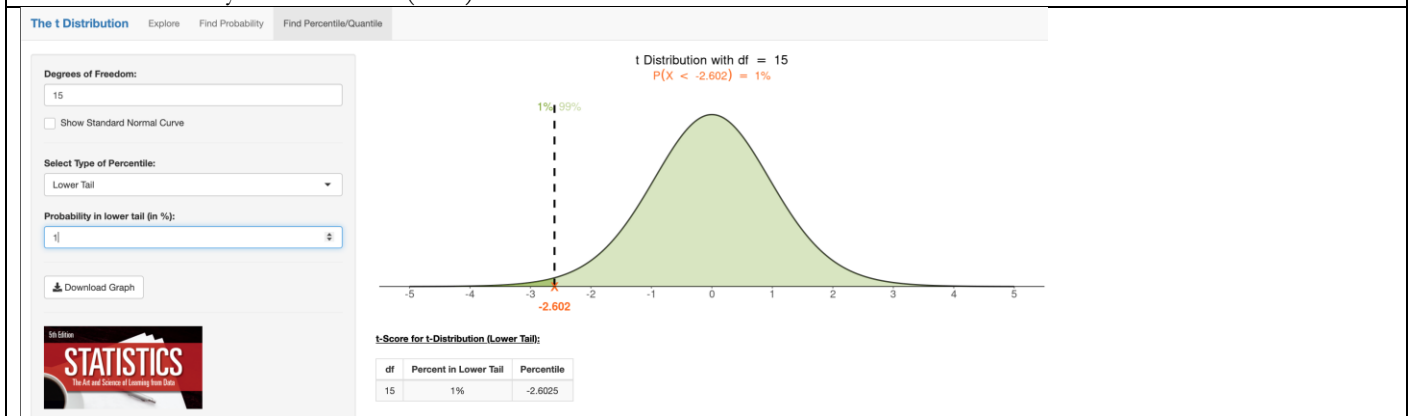 The t Distribution Explore Find Probability Find Percentile/Quantile
Degrees of Freedom:
15
Show Standard Normal Curve
Select Type of Percentile:
Lower Tail
Probability in lower tail (in %):
1
Download Graph
5th Edition
STATISTICS
The Art and Science of Learning from Data
t Distribution with df = 15
P(X < -2.602) = 1%
1% 99%
-5 -4 -3 -2 -1 0 1 2 3 4 5
X
-2.602
t-Score for t-Distribution (Lower Tail):
df Percent in Lower Tail Percentile
15 1% -2.6025